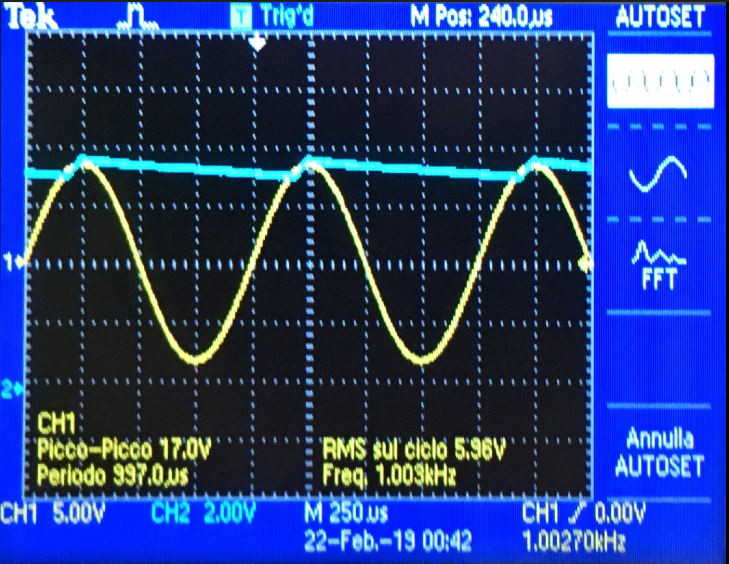 Tek T Trig'd M Pos: 240.0µs AUTOSET
1
FFT
2
CH1
Picco-Picco 17.0V RMS sul ciclo 5.96V
Periodo 997.0µs Freq. 1.003kHz
Annulla
AUTOSET
CH1 5.00V CH2 2.00V M 250µs CH1 / 0.00V
22-Feb.-19 00:42 1.00270kHz